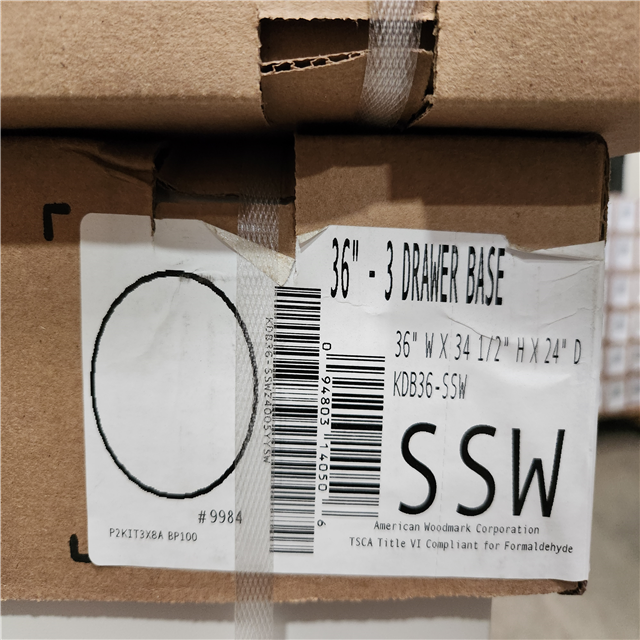 36" - 3 DRAWER BASE
36" W X 34 1/2" H X 24" D
KDB36-SSW
SSW
0 94803 14050 6
#9984
P2KIT3X8A BP100
American Woodmark Corporation
TSCA Title VI Compliant for Formaldehyde